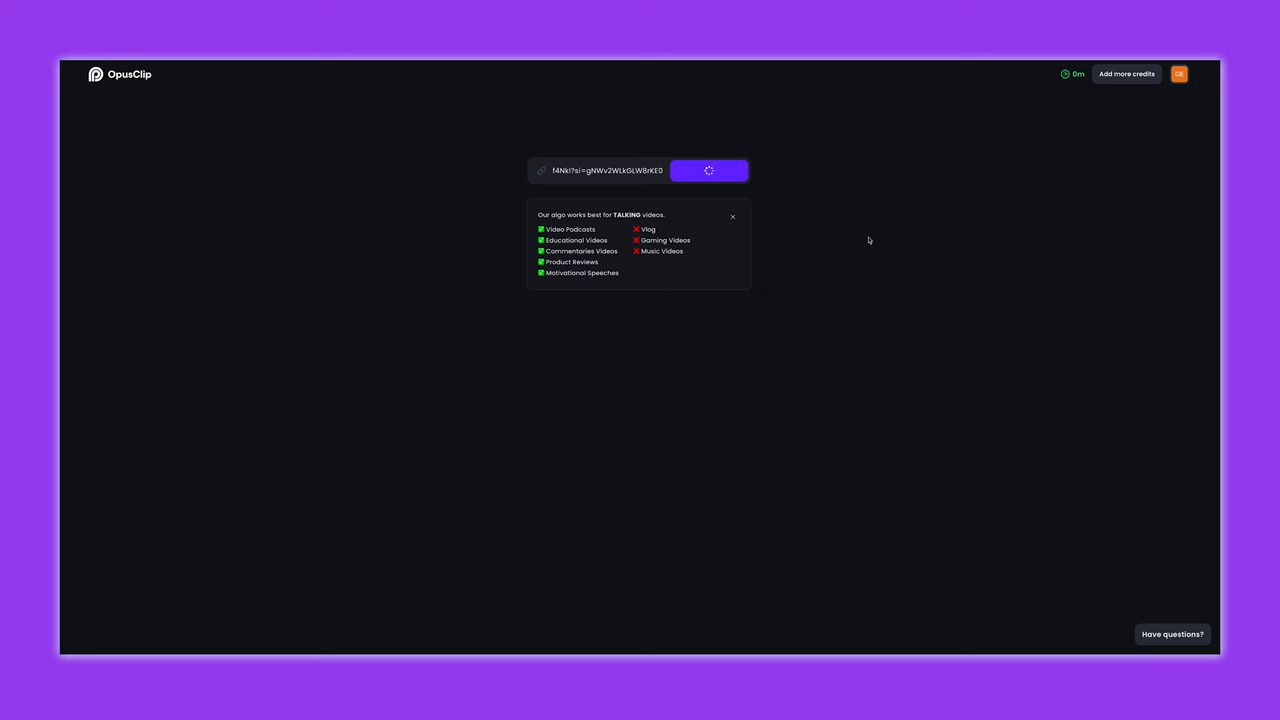 OpusClip
0m
Add more credits
GE
f4NkI?si=gNWv2WLkGLW8rKE0
Our algo works best for TALKING videos.
✅ Video Podcasts
❌ Vlog
✅ Educational Videos
❌ Gaming Videos
✅ Commentaries Videos
❌ Music Videos
✅ Product Reviews
✅ Motivational Speeches
Have questions?